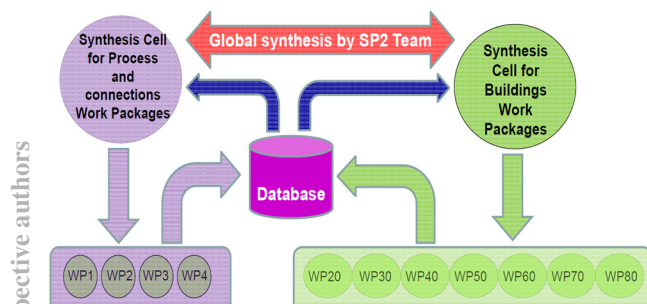 Synthesis Cell
for Process
and
connections
Work Packages
Global synthesis by SP2 Team
Synthesis
Cell for
Buildings
Work
Packages
Database
WP1 WP2 WP3 WP4
WP20 WP30 WP40 WP50 WP60 WP70 WP80
authors